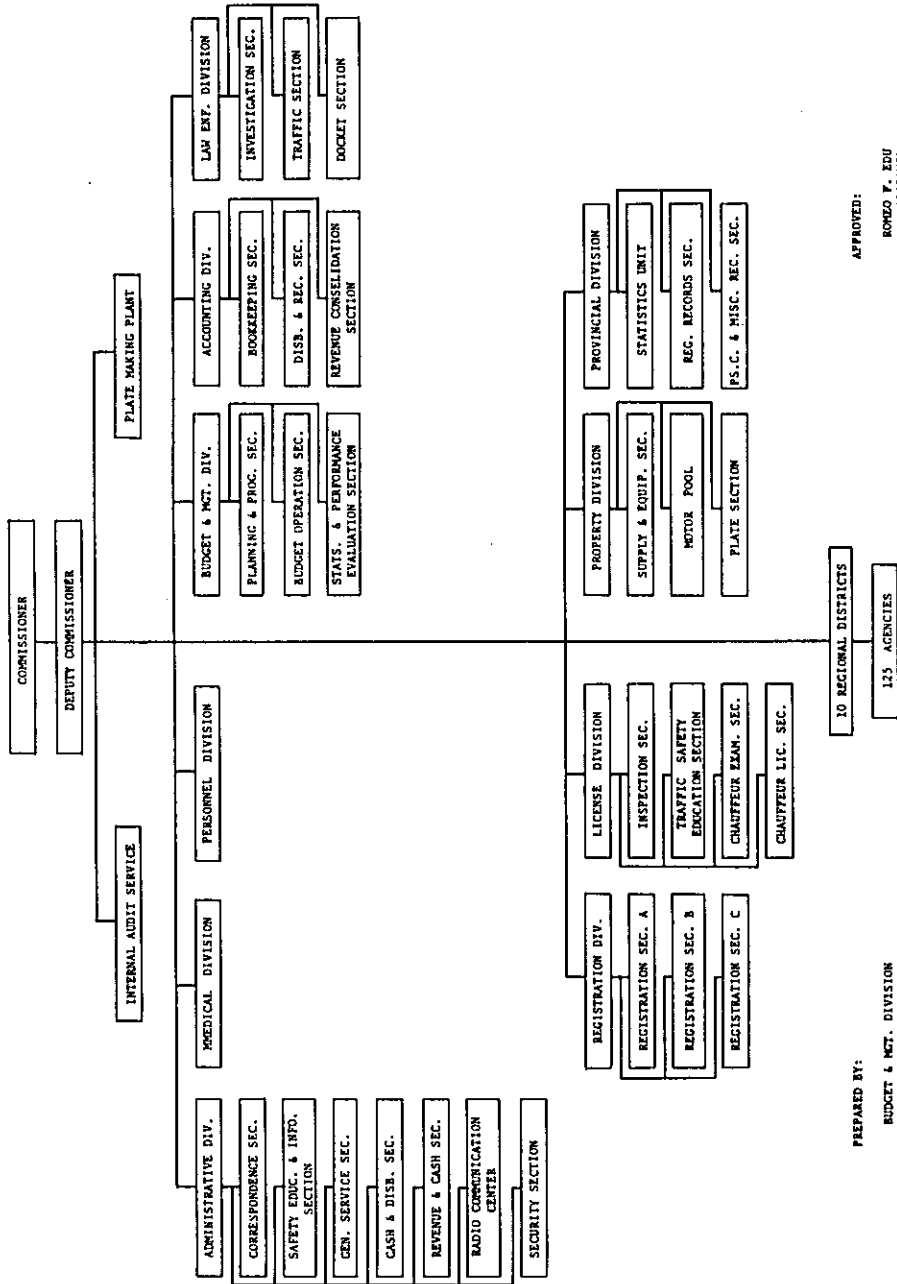 COMMISSIONER
DEPUTY COMMISSIONER
INTERNAL AUDIT SERVICE
PLATE MAKING PLANT
ADMINISTRATIVE DIV.
CORRESPONDENCE SEC.
SAFETY EDUC. & INFO.
SECTION
GEN. SERVICE SEC.
CASH & DISB. SEC.
REVENUE & CASH SEC.
RADIO COMMUNICATION
CENTER
SECURITY SECTION
MMEDICAL DIVISION
PERSONNEL DIVISION
BUDGET & MGT. DIV.
PLANNING & PROC. SEC.
BUDGET OPERATION SEC.
STATS. & PERFORMANCE
EVALUATION SECTION
ACCOUNTING DIV.
BOOKKEEPING SEC.
DISB. & REC. SEC.
REVENUE CONSELIDATION
SECTION
LAW ENF. DIVISION
INVESTIGATION SEC.
TRAFFIC SECTION
DOCKET SECTION
REGISTRATION DIV.
REGISTRATION SEC. A
REGISTRATION SEC. B
REGISTRATION SEC. C
LICENSE DIVISION
INSPECTION SEC.
TRAFFIC SAFETY
EDUCATION SECTION
CHAUFFEUR EXAM. SEC.
CHAUFFEUR LIC. SEC.
PROPERTY DIVISION
SUPPLY & EQUIP. SEC.
MOTOR POOL
PLATE SECTION
PROVINCIAL DIVISION
STATISTICS UNIT
REG. RECORDS SEC.
PS.C. & MISC. REC. SEC.
10 REGIONAL DISTRICTS
125 AGENCIES
PREPARED BY:
BUDGET & MGT. DIVISION
APPROVED:
ROMEO F. EDU